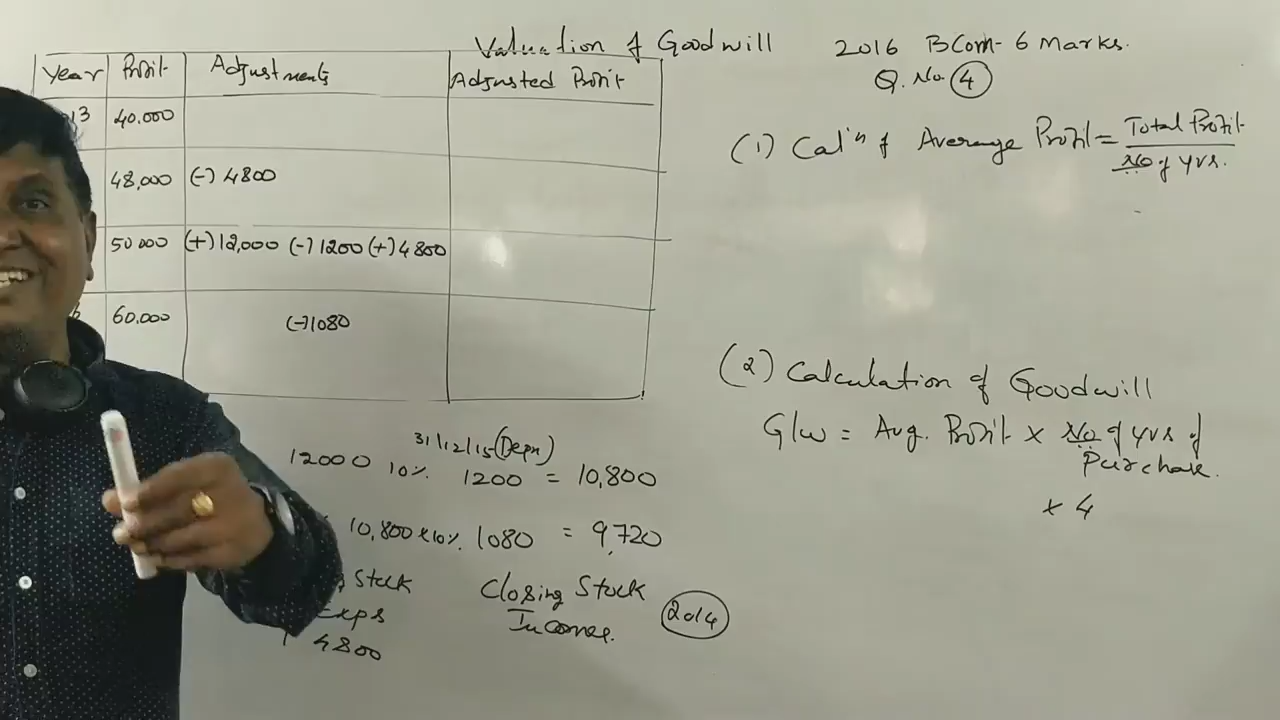 Valuation of Goodwill
2016 BCom - 6 Marks.
Q. No. 4
Year Profit Adjustments Adjusted Profit
13 40.000
48,000 (-) 4800
50 000 (+) 12,000 (-) 1200 (+) 4800
60.000 (-) 1080
(1) Cal'n of Average Profit = Total Profit
No of yrs.
(2) Calculation of Goodwill
G/w = Avg. Profit × No of yrs of
Purchase.
× 4
31/12/15 (Depn)
12000 10% 1200 = 10,800
10,800 × 10% 1080 = 9,720
Stock Closing Stock 2014
Exps Incomes.
4800